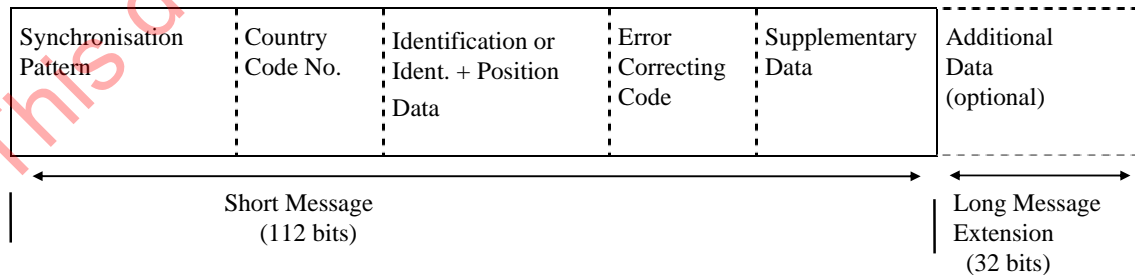 Synchronisation
Pattern
Country
Code No.
Identification or
Ident. + Position
Data
Error
Correcting
Code
Supplementary
Data
Additional
Data
(optional)
Short Message
(112 bits)
Long Message
Extension
(32 bits)
This